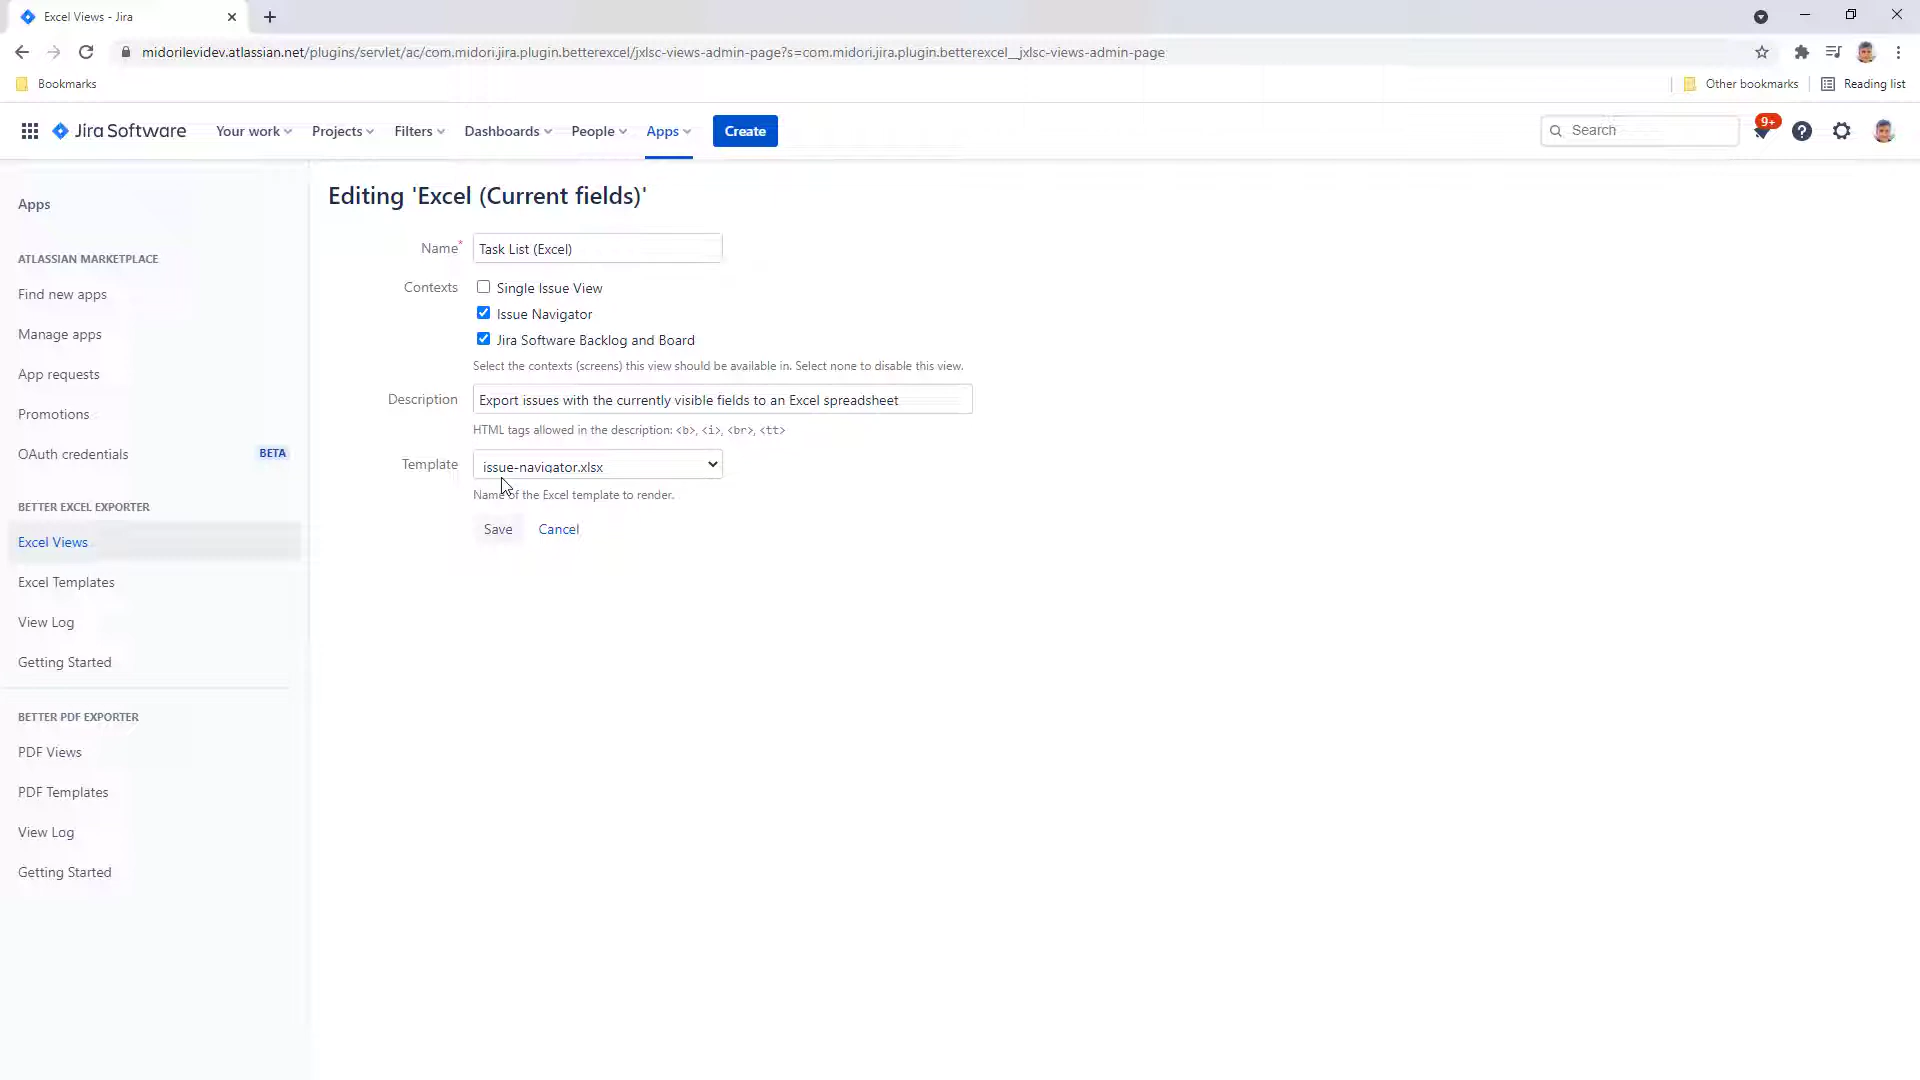 Excel Views - Jira
midorilevidev.atlassian.net/plugins/servlet/ac/com.midori.jira.plugin.betterexcel/jxlsc-views-admin-page?s=com.midori.jira.plugin.betterexcel__jxlsc-views-admin-page
Bookmarks
Other bookmarks
Reading list
Jira Software
Your work
Projects
Filters
Dashboards
People
Apps
Create
Search
9+
Apps
ATLASSIAN MARKETPLACE
Find new apps
Manage apps
App requests
Promotions
OAuth credentials
BETA
BETTER EXCEL EXPORTER
Excel Views
Excel Templates
View Log
Getting Started
BETTER PDF EXPORTER
PDF Views
PDF Templates
View Log
Getting Started
Editing 'Excel (Current fields)'
Name*
Task List (Excel)
Contexts
Single Issue View
Issue Navigator
Jira Software Backlog and Board
Select the contexts (screens) this view should be available in. Select none to disable this view.
Description
Export issues with the currently visible fields to an Excel spreadsheet
HTML tags allowed in the description: <b>, <i>, <br>, <tt>
Template
issue-navigator.xlsx
Name of the Excel template to render.
Save
Cancel